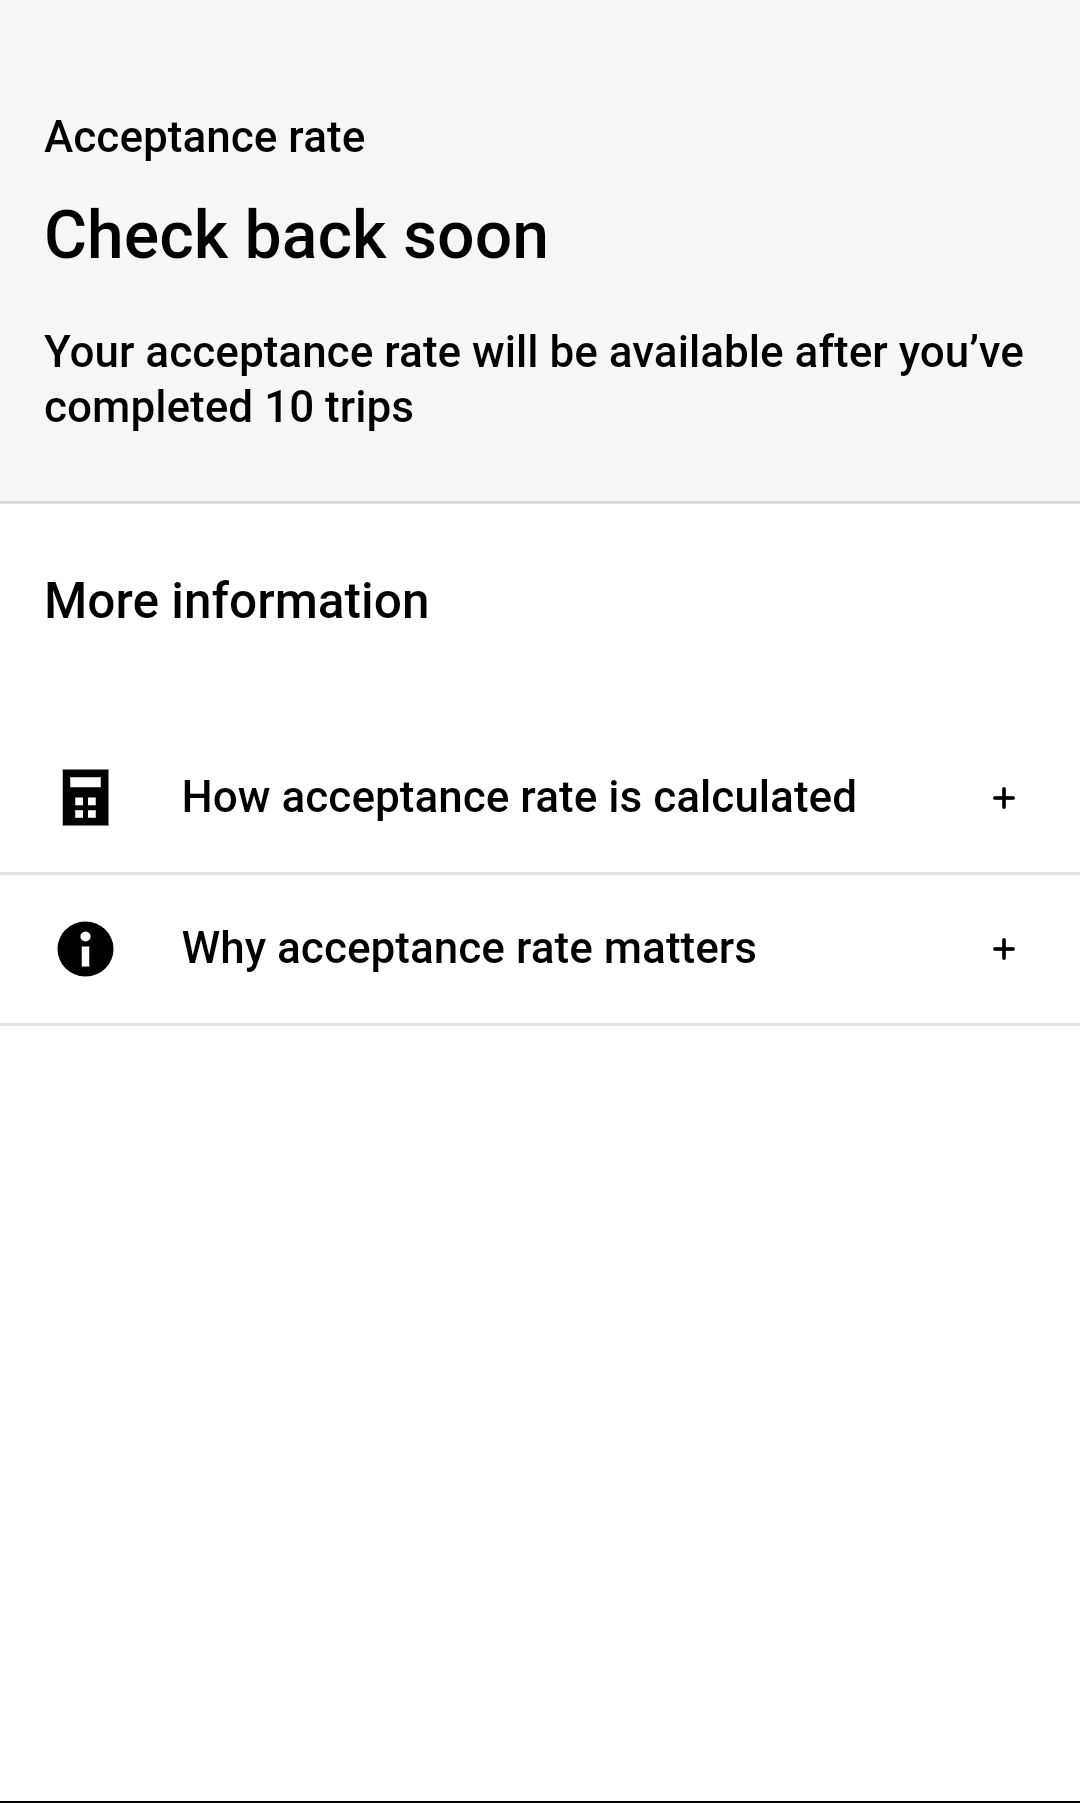 Acceptance rate
Check back soon
Your acceptance rate will be available after you’ve
completed 10 trips
More information
How acceptance rate is calculated
Why acceptance rate matters